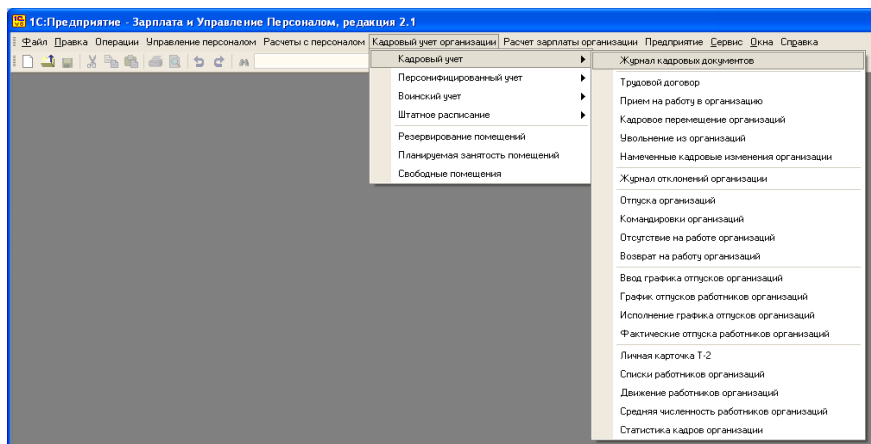 1С:Предприятие - Зарплата и Управление Персоналом, редакция 2.1
Файл Правка Операции Управление персоналом Расчеты с персоналом Кадровый учет организации Расчет зарплаты организации Предприятие Сервис Окна Справка
Кадровый учет
Персонифицированный учет
Воинский учет
Штатное расписание
Резервирование помещений
Планируемая занятость помещений
Свободные помещения
Журнал кадровых документов
Трудовой договор
Прием на работу в организацию
Кадровое перемещение организаций
Увольнение из организаций
Намеченные кадровые изменения организации
Журнал отклонений организации
Отпуска организаций
Командировки организаций
Отсутствие на работе организаций
Возврат на работу организаций
Ввод графика отпусков организаций
График отпусков работников организаций
Исполнение графика отпусков организаций
Фактические отпуска работников организаций
Личная карточка Т-2
Списки работников организаций
Движение работников организаций
Средняя численность работников организаций
Статистика кадров организации